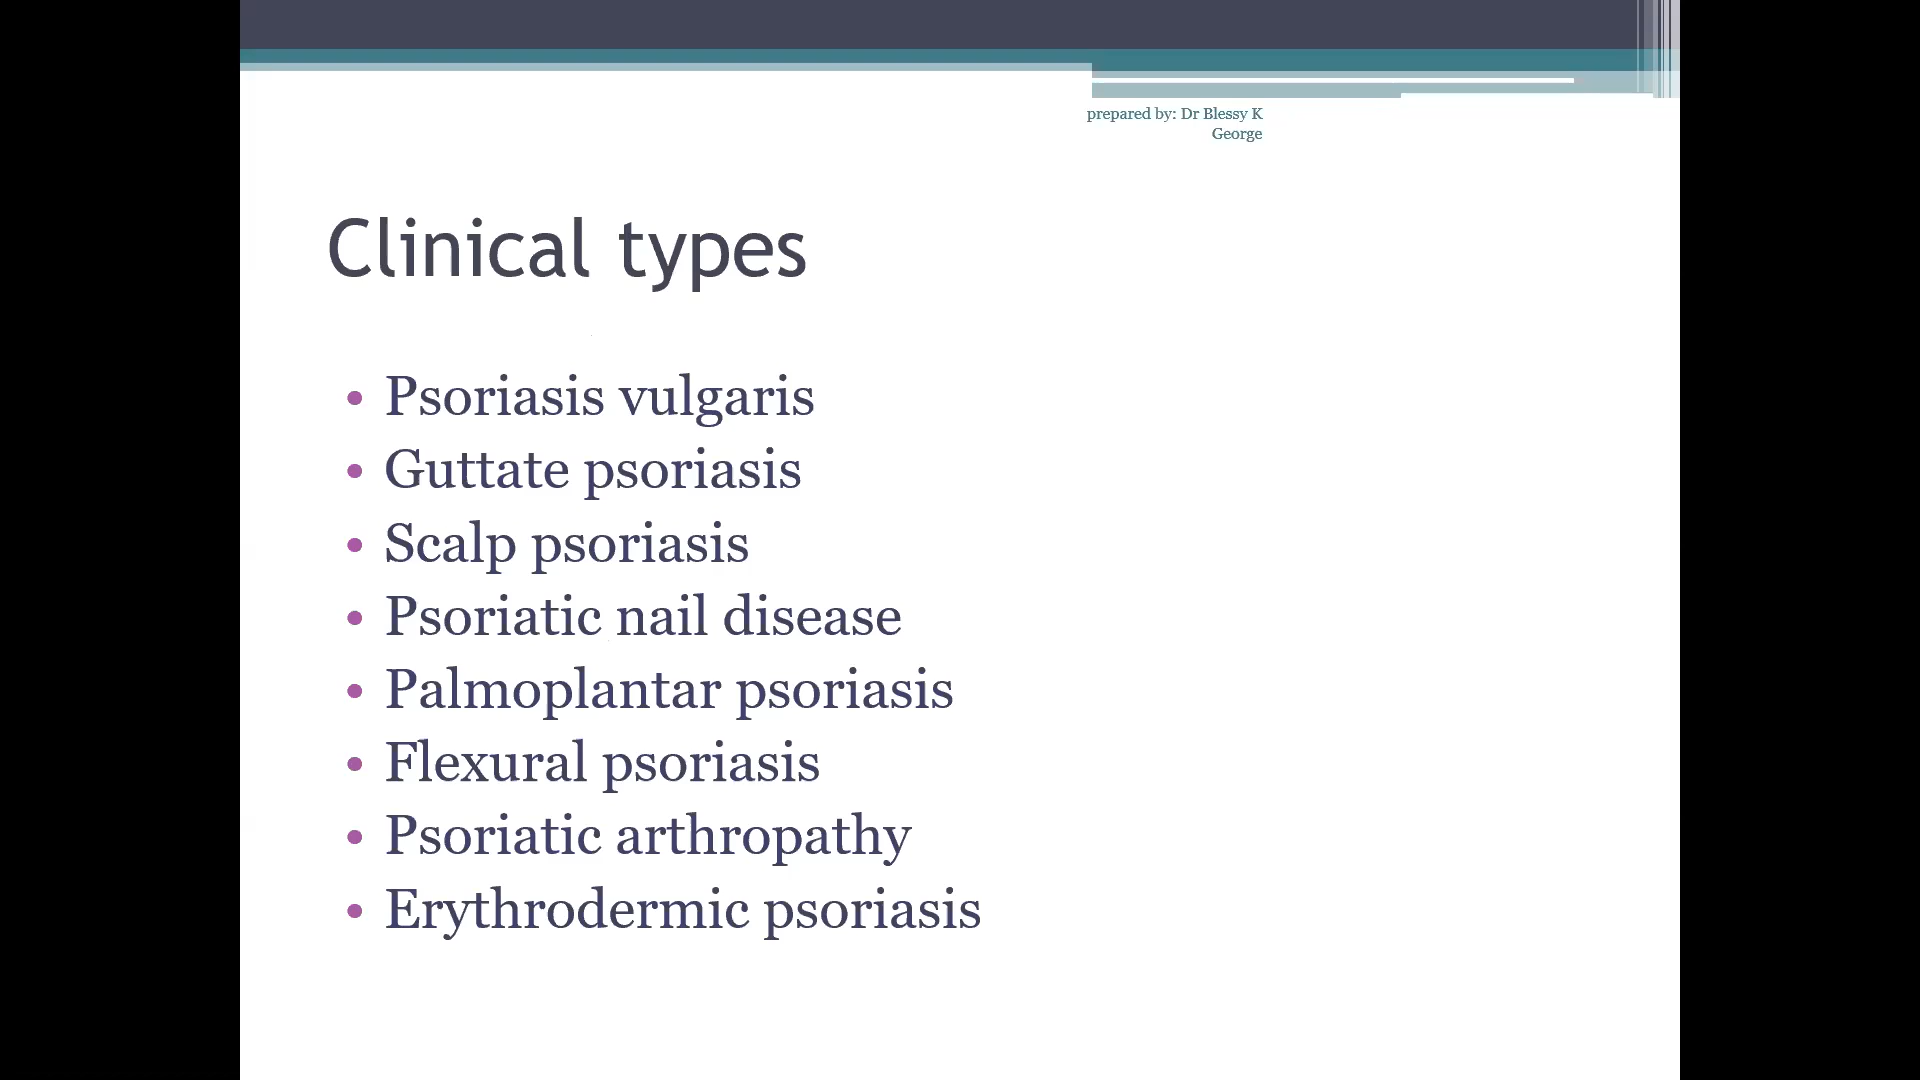 prepared by: Dr Blessy K
George
Clinical types
• Psoriasis vulgaris
• Guttate psoriasis
• Scalp psoriasis
• Psoriatic nail disease
• Palmoplantar psoriasis
• Flexural psoriasis
• Psoriatic arthropathy
• Erythrodermic psoriasis